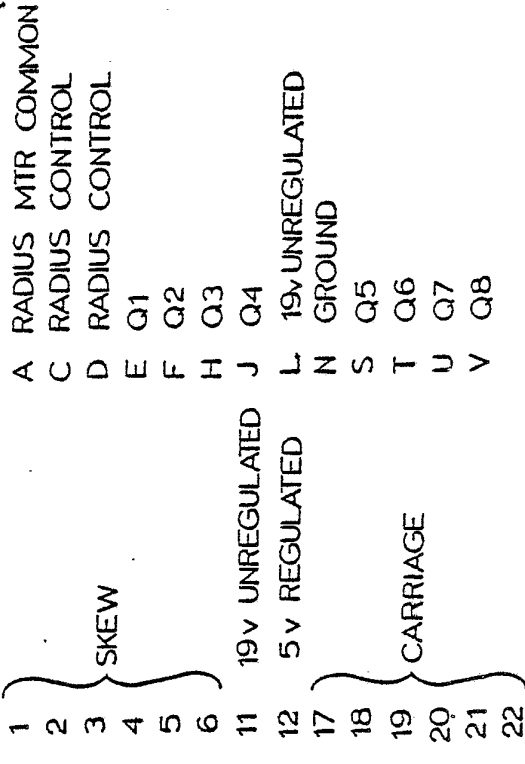 1
2
3 SKEW
4
5
6
11 19v UNREGULATED
12 5v REGULATED
17
18
19 CARRIAGE
20
21
22
A RADIUS MTR COMMON
C RADIUS CONTROL
D RADIUS CONTROL
E Q1
F Q2
H Q3
J Q4
L 19v UNREGULATED
N GROUND
S Q5
T Q6
U Q7
V Q8